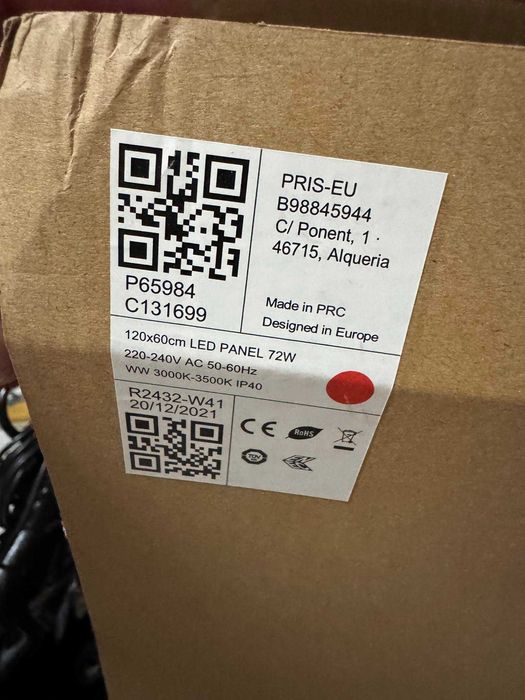 P65984
C131699
PRIS-EU
B98845944
C/ Ponent, 1 ·
46715, Alqueria
Made in PRC
Designed in Europe
120x60cm LED PANEL 72W
220-240V AC 50-60Hz
WW 3000K-3500K IP40
R2432-W41
20/12/2021
CE
RoHS
TÜV